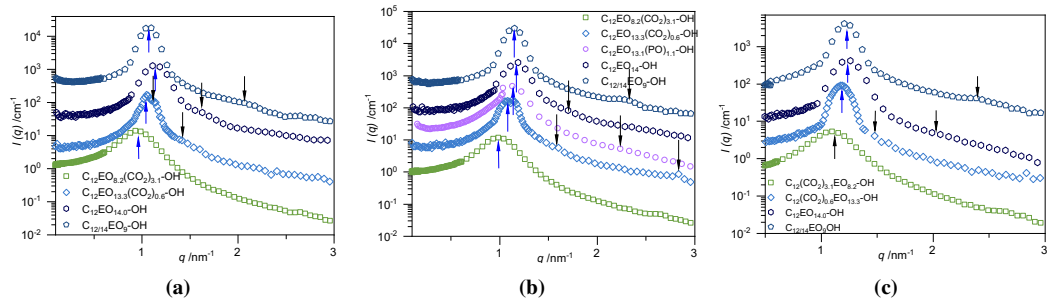 10⁴
10³
10²
10¹
10⁰
10⁻¹
10⁻²
I (q) /cm⁻¹
C₁₂EO₈.₂(CO₂)₃.₁-OH
C₁₂EO₁₃.₃(CO₂)₀.₆-OH
C₁₂EO₁₄.₀-OH
C₁₂/₁₄EO₉-OH
1 2 3
q /nm⁻¹
(a)
10⁵
10⁴
10³
10²
10¹
10⁰
10⁻¹
10⁻²
I (q) /cm⁻¹
C₁₂EO₈.₂(CO₂)₃.₁-OH
C₁₂EO₁₃.₃(CO₂)₀.₆-OH
C₁₂EO₁₃.₁(PO)₁.₁-OH
C₁₂EO₁₄-OH
C₁₂/₁₄EO₉-OH
1 2 3
q /nm⁻¹
(b)
10³
10²
10¹
10⁰
10⁻¹
10⁻²
I (q) /cm⁻¹
C₁₂(CO₂)₃.₁EO₈.₂-OH
C₁₂(CO₂)₀.₆EO₁₃.₃-OH
C₁₂EO₁₄.₀-OH
C₁₂/₁₄EO₉OH
1 2 3
q /nm⁻¹
(c)